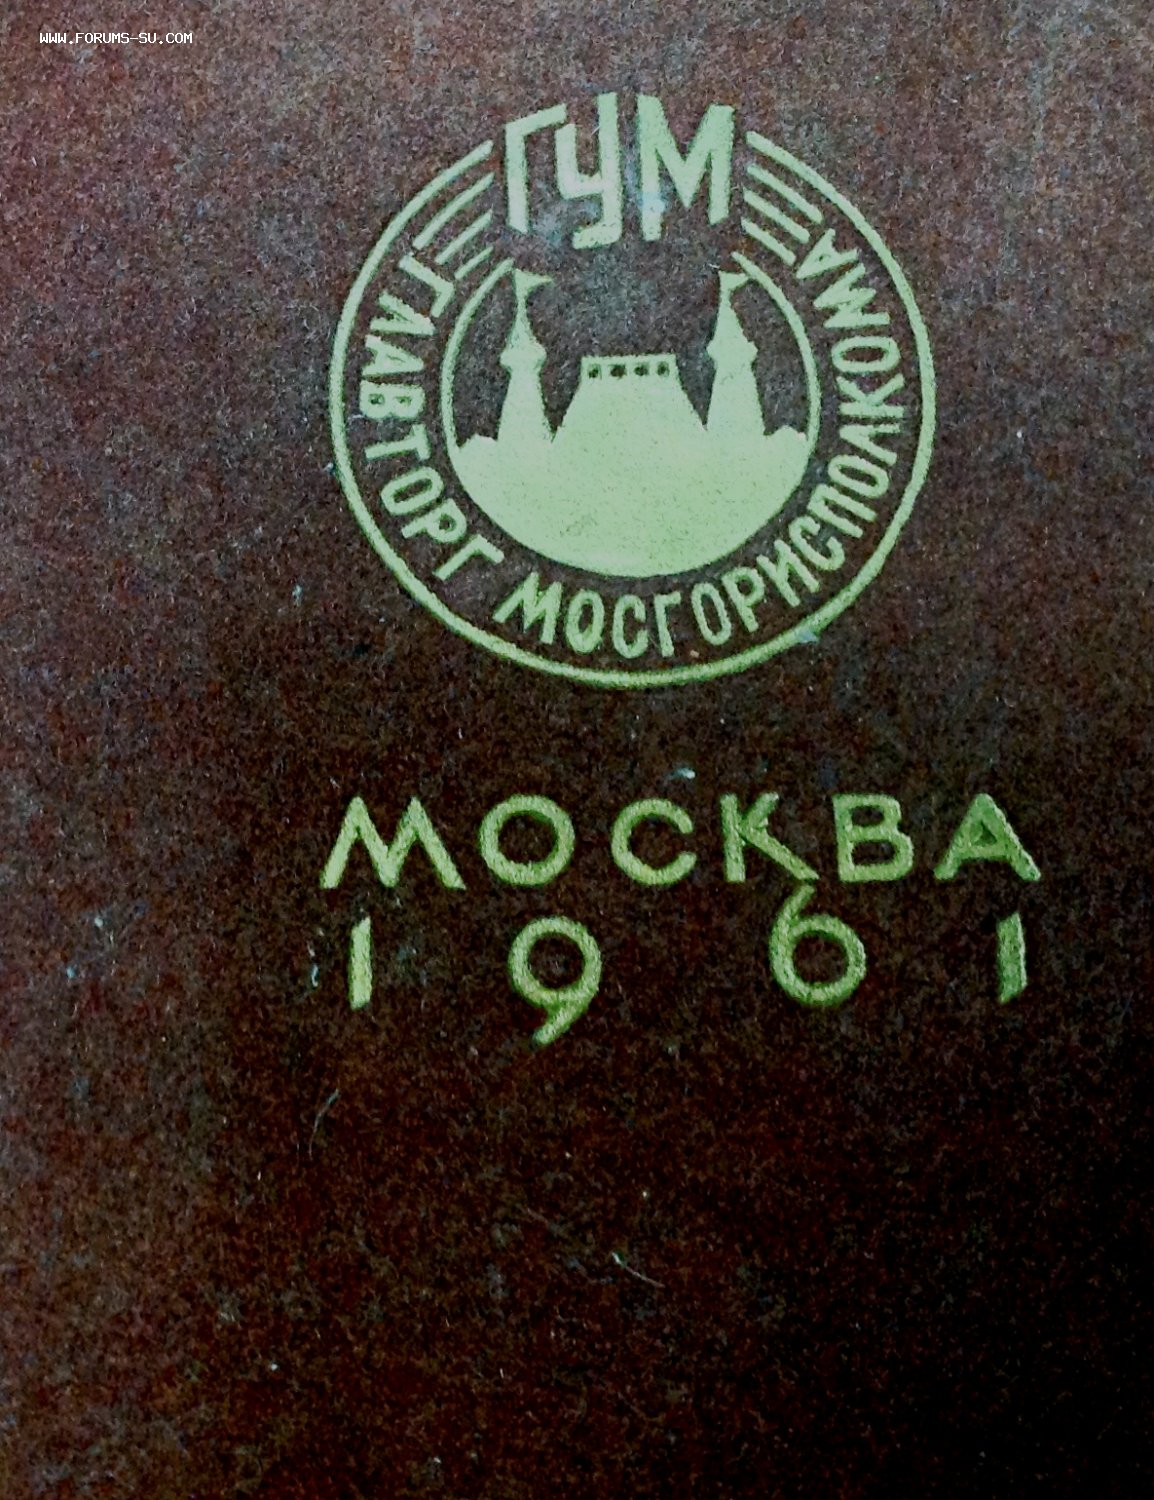 WWW.FORUMS-SU.COM
ГУМ
ГЛАВТОРГ МОСГОРИСПОЛКОМА
МОСКВА
1961